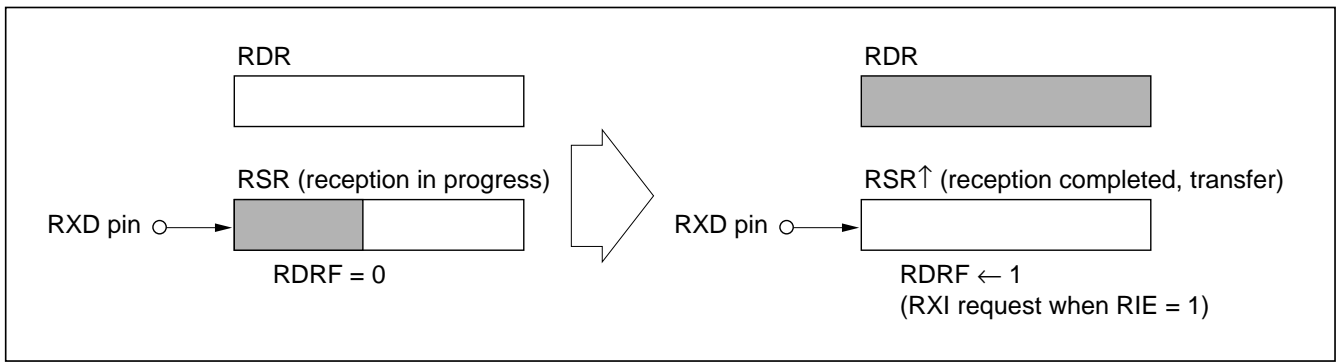 RDR
RSR (reception in progress)
RXD pin
RDRF = 0
RDR
RSR↑ (reception completed, transfer)
RXD pin
RDRF ← 1
(RXI request when RIE = 1)